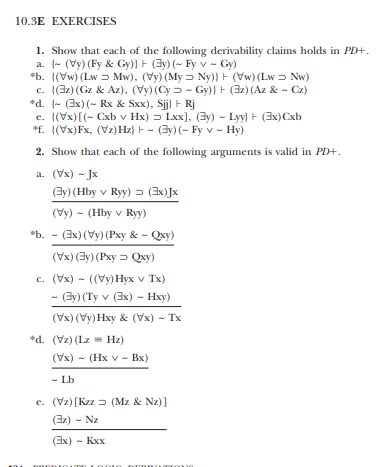 10.3E EXERCISES
1. Show that each of the following derivability claims holds in PD+.
a. {~ (∀y)(Fy & Gy)} ⊢ (∃y)(~ Fy ∨ ~ Gy)
*b. {(∀w)(Lw ⊃ Mw), (∀y)(My ⊃ Ny)} ⊢ (∀w)(Lw ⊃ Nw)
c. {(∃z)(Gz & Az), (∀y)(Cy ⊃ ~ Gy)} ⊢ (∃z)(Az & ~ Cz)
*d. {~ (∃x)(~ Rx & Sxx), Sjj} ⊢ Rj
e. {(∀x)[(~ Cxb ∨ Hx) ⊃ Lxx], (∃y) ~ Lyy} ⊢ (∃x)Cxb
*f. {(∀x)Fx, (∀z)Hz} ⊢ ~ (∃y)(~ Fy ∨ ~ Hy)
2. Show that each of the following arguments is valid in PD+.
a. (∀x) ~ Jx
(∃y)(Hby ∨ Ryy) ⊃ (∃x)Jx
(∀y) ~ (Hby ∨ Ryy)
*b. ~ (∃x)(∀y)(Pxy & ~ Qxy)
(∀x)(∃y)(Pxy ⊃ Qxy)
c. (∀x) ~ ((∀y)Hyx ∨ Tx)
~ (∃y)(Ty ∨ (∃x) ~ Hxy)
(∀x)(∀y)Hxy & (∀x) ~ Tx
*d. (∀z)(Lz ≡ Hz)
(∀x) ~ (Hx ∨ ~ Bx)
~ Lb
e. (∀z)[Kzz ⊃ (Mz & Nz)]
(∃z) ~ Nz
(∃x) ~ Kxx